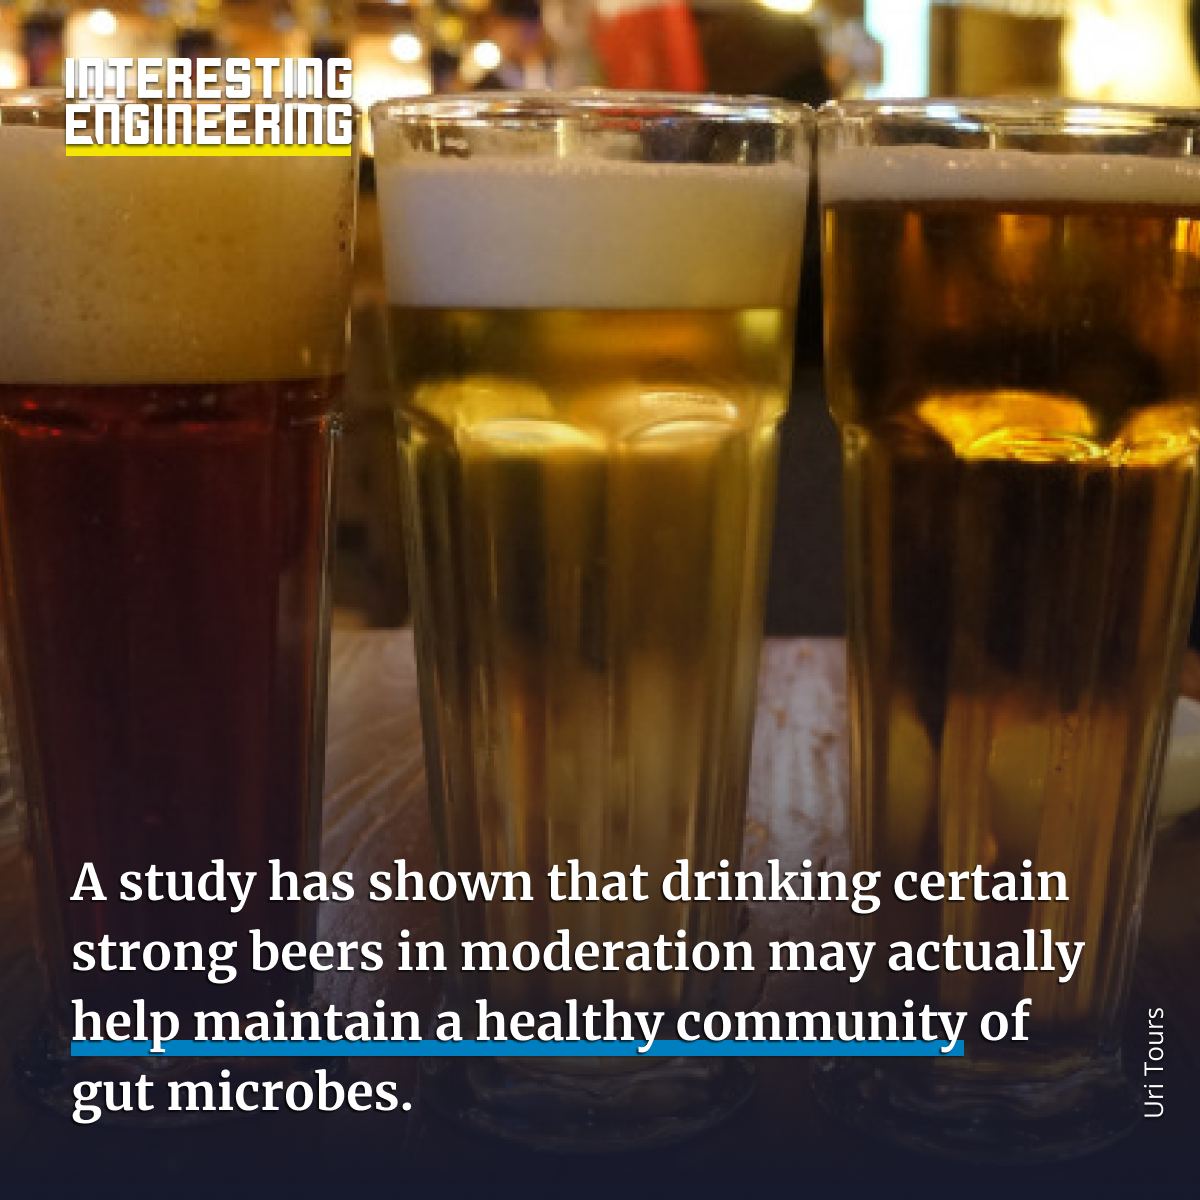 INTERESTING
ENGINEERING
A study has shown that drinking certain
strong beers in moderation may actually
help maintain a healthy community of
gut microbes.
Uri Tours